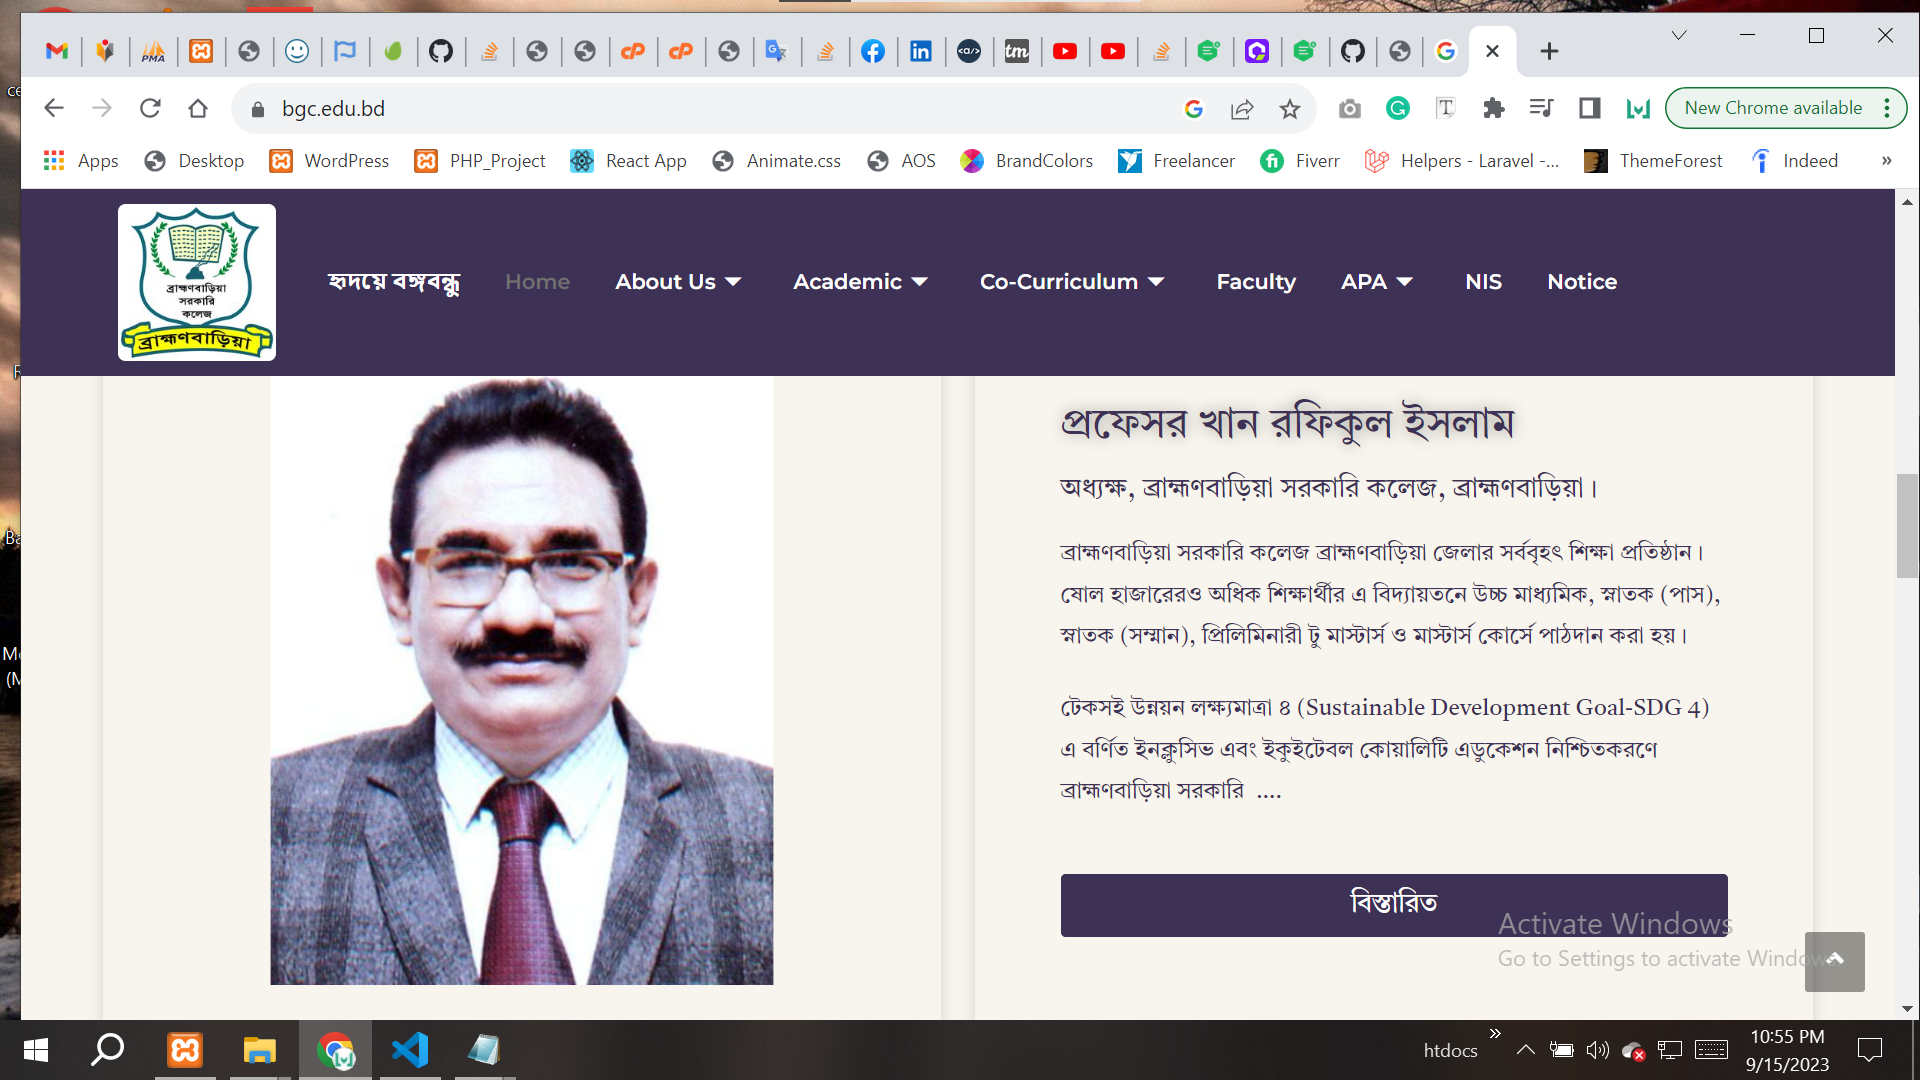 PMA
tm
bgc.edu.bd
New Chrome available
Apps
Desktop
WordPress
PHP_Project
React App
Animate.css
AOS
BrandColors
Freelancer
Fiverr
Helpers - Laravel -...
ThemeForest
Indeed
»
ব্রাহ্মণবাড়িয়া
সরকারি
কলেজ
ব্রাহ্মণবাড়িয়া
হৃদয়ে বঙ্গবন্ধু
Home
About Us
Academic
Co-Curriculum
Faculty
APA
NIS
Notice
প্রফেসর খান রফিকুল ইসলাম
অধ্যক্ষ, ব্রাহ্মণবাড়িয়া সরকারি কলেজ, ব্রাহ্মণবাড়িয়া।
ব্রাহ্মণবাড়িয়া সরকারি কলেজ ব্রাহ্মণবাড়িয়া জেলার সর্ববৃহৎ শিক্ষা প্রতিষ্ঠান।
ষোল হাজারেরও অধিক শিক্ষার্থীর এ বিদ্যায়তনে উচ্চ মাধ্যমিক, স্নাতক (পাস),
স্নাতক (সম্মান), প্রিলিমিনারী টু মাস্টার্স ও মাস্টার্স কোর্সে পাঠদান করা হয়।
টেকসই উন্নয়ন লক্ষ্যমাত্রা ৪ (Sustainable Development Goal-SDG 4)
এ বর্ণিত ইনক্লুসিভ এবং ইকুইটেবল কোয়ালিটি এডুকেশন নিশ্চিতকরণে
ব্রাহ্মণবাড়িয়া সরকারি ....
বিস্তারিত
Activate Windows
Go to Settings to activate Windows
htdocs
10:55 PM
9/15/2023